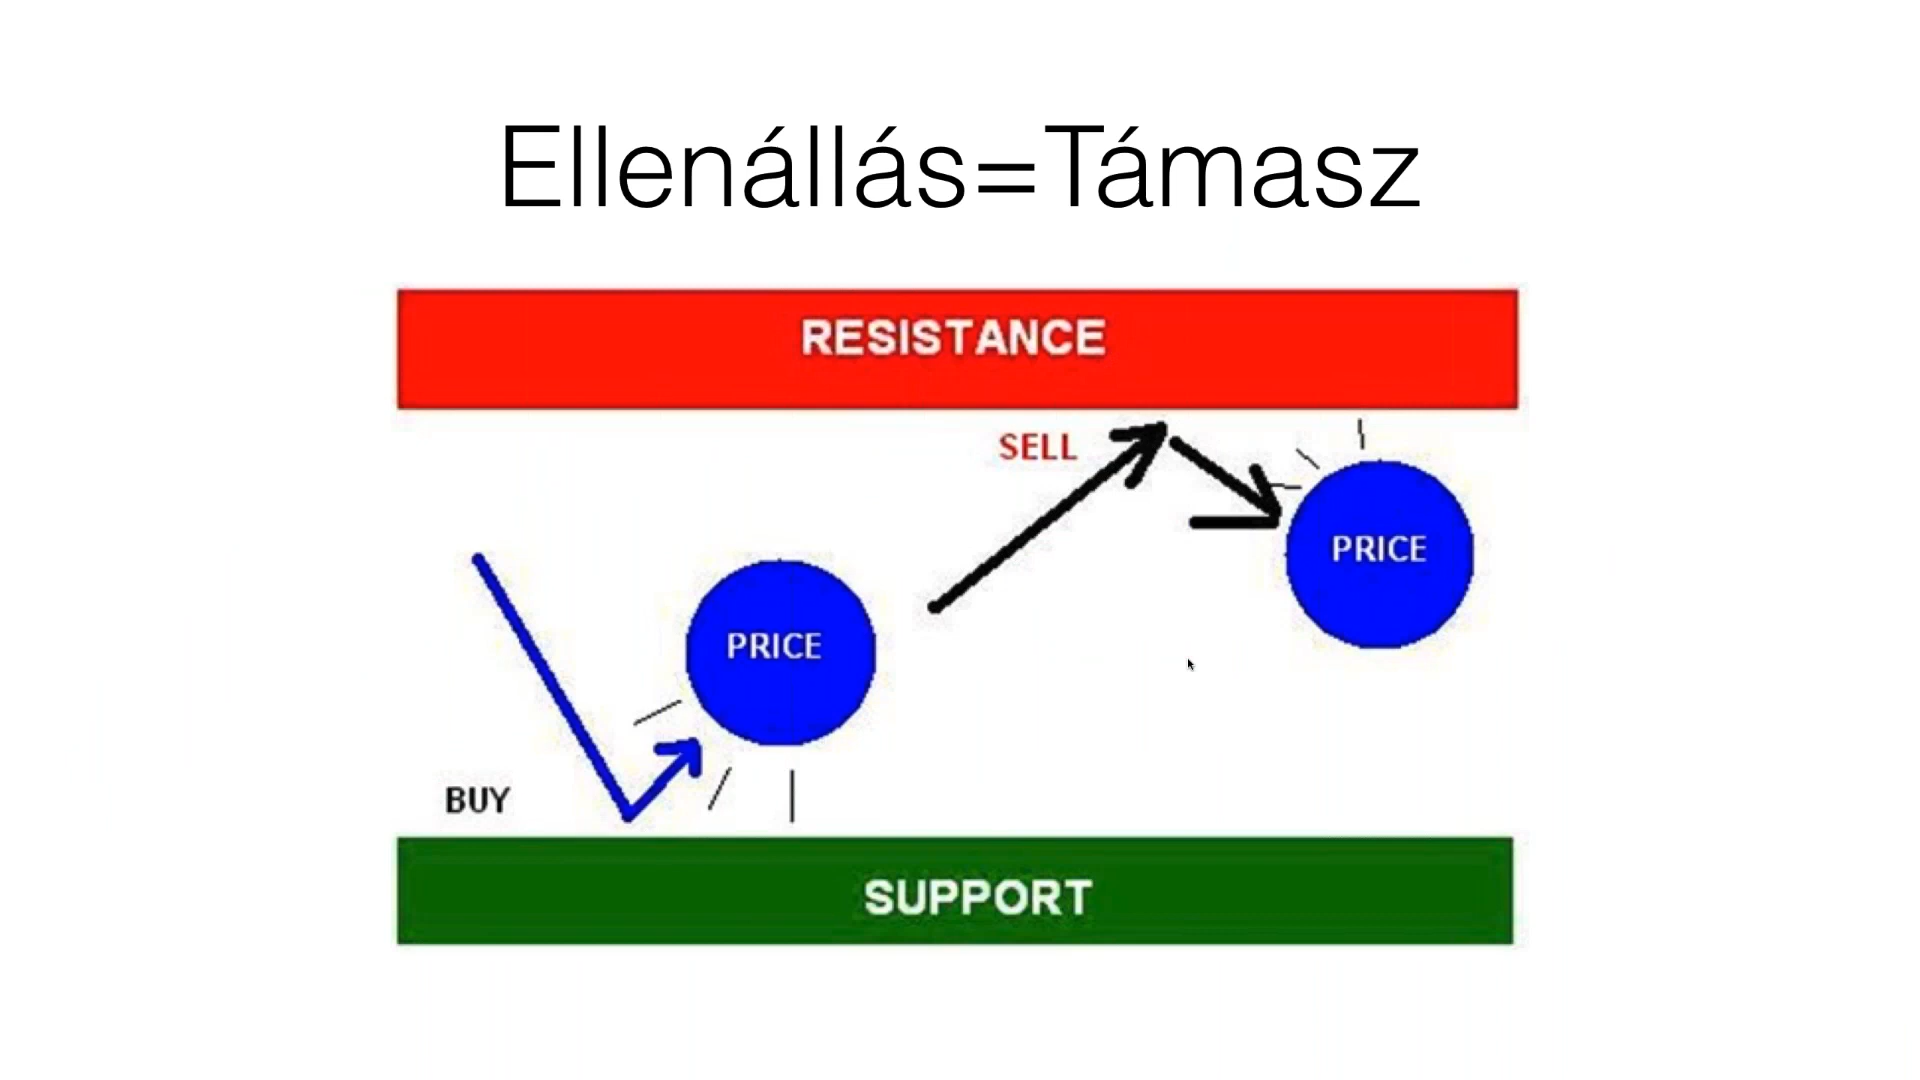 Ellenállás=Támasz
RESISTANCE
SELL
PRICE
PRICE
BUY
SUPPORT